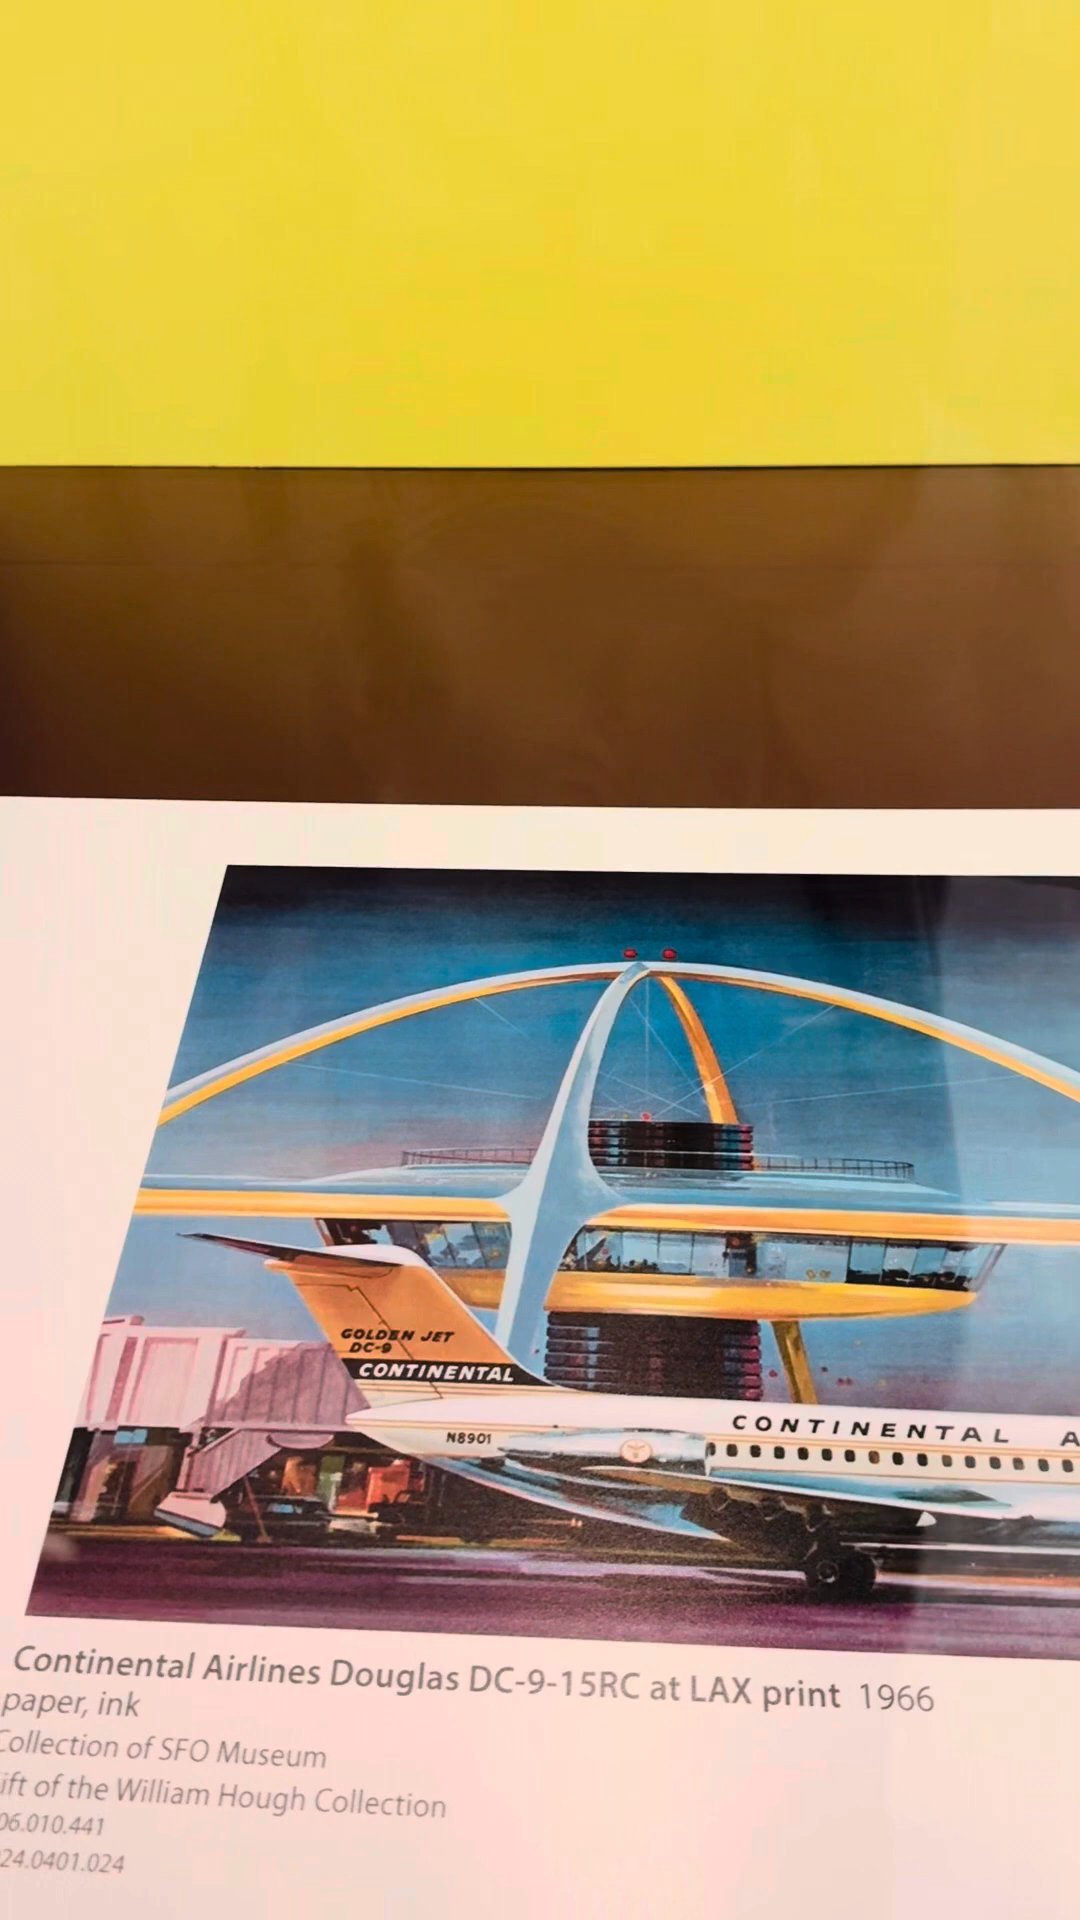 GOLDEN JET
DC-9
CONTINENTAL
CONTINENTAL A
N8901
Continental Airlines Douglas DC-9-15RC at LAX print 1966
paper, ink
Collection of SFO Museum
ift of the William Hough Collection
06.010.441
24.0401.024